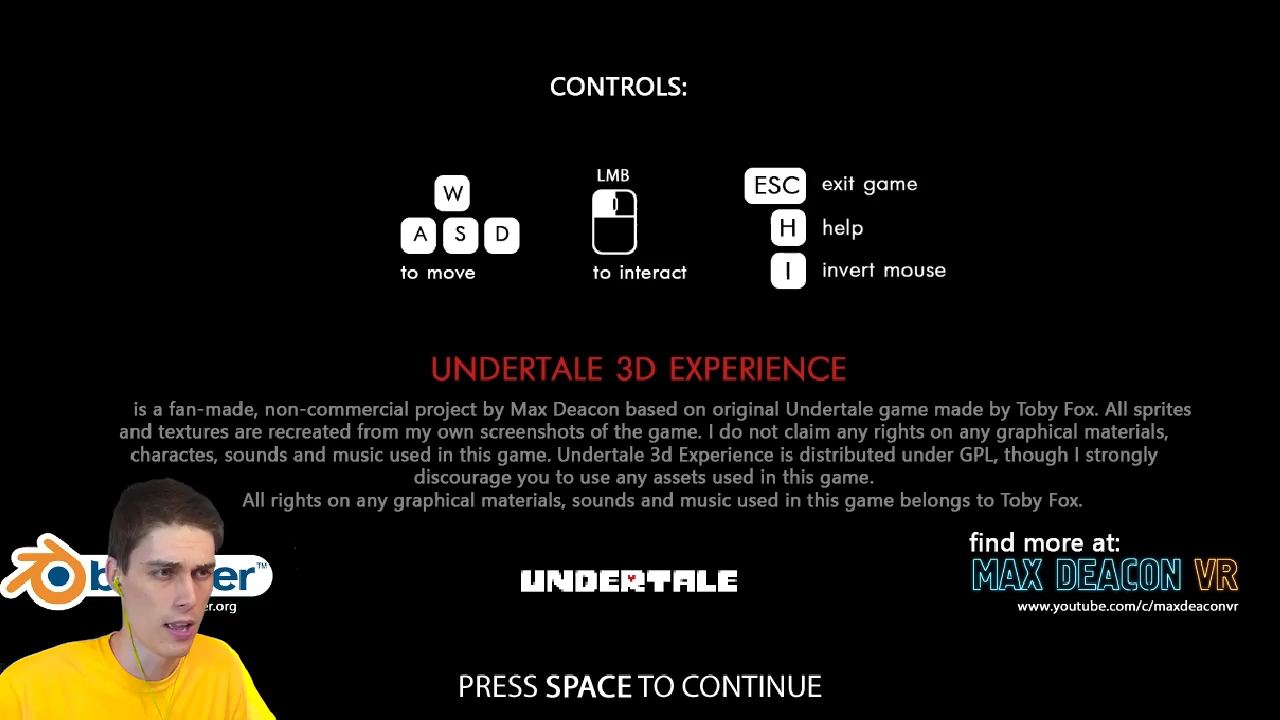 CONTROLS:
W
A S D
to move
LMB
to interact
ESC exit game
H help
I invert mouse
UNDERTALE 3D EXPERIENCE
is a fan-made, non-commercial project by Max Deacon based on original Undertale game made by Toby Fox. All sprites
and textures are recreated from my own screenshots of the game. I do not claim any rights on any graphical materials,
charactes, sounds and music used in this game. Undertale 3d Experience is distributed under GPL, though I strongly
discourage you to use any assets used in this game.
All rights on any graphical materials, sounds and music used in this game belongs to Toby Fox.
UNDERTALE
find more at:
MAX DEACON VR
www.youtube.com/c/maxdeaconvr
PRESS SPACE TO CONTINUE